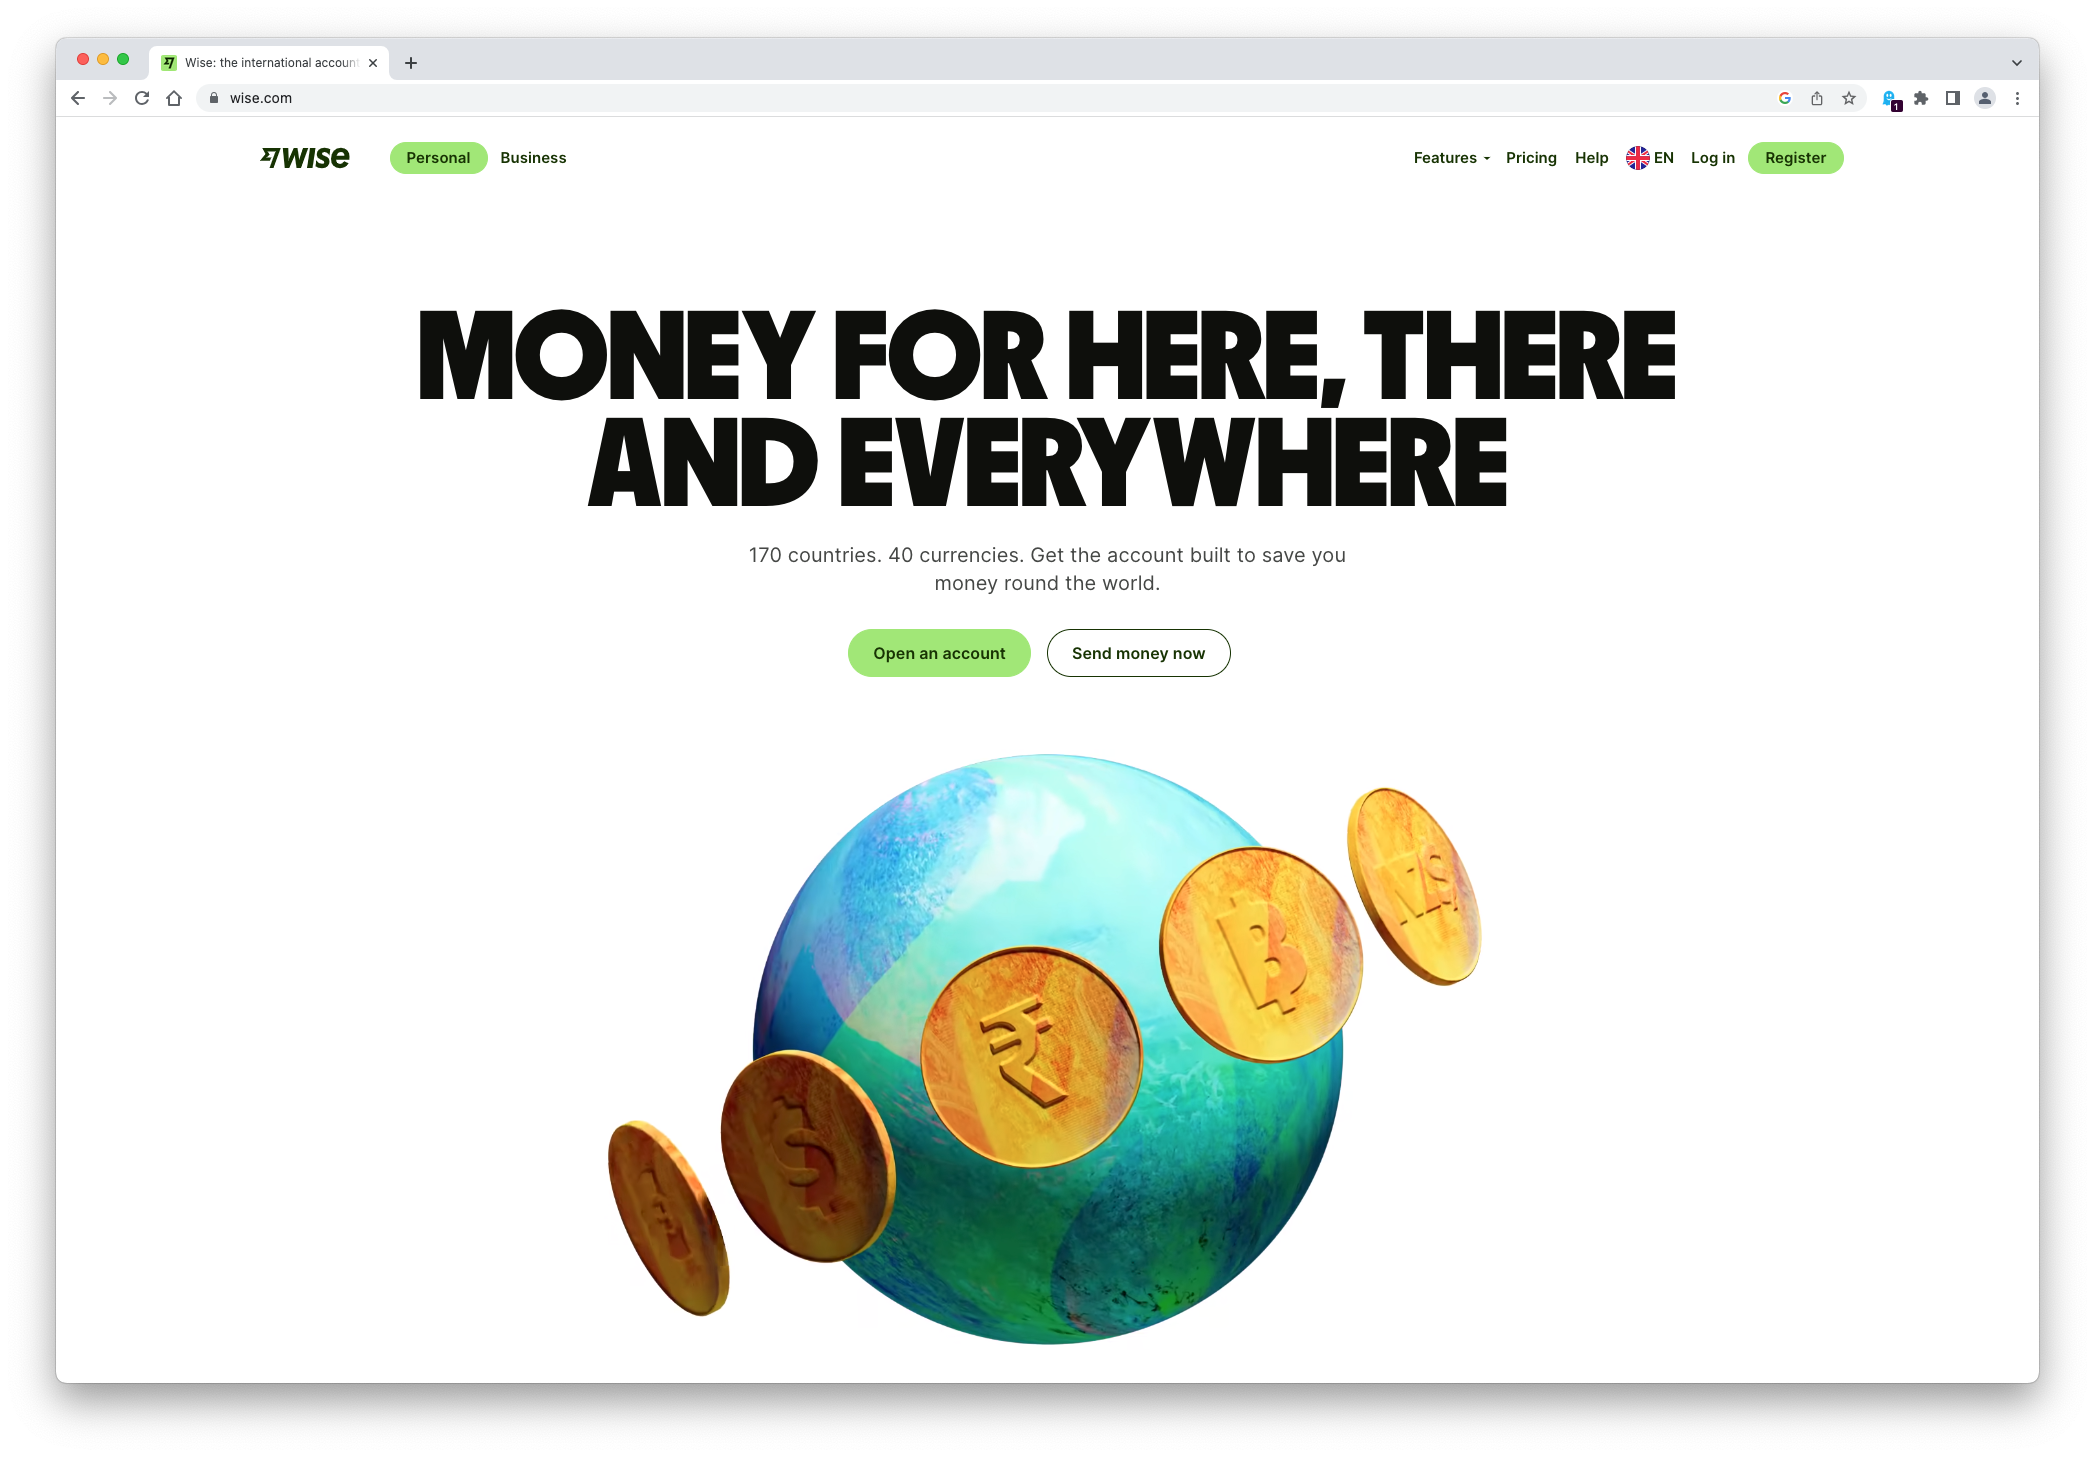 Wise: the international account
wise.com
1
WISE
Personal
Business
Features
Pricing
Help
EN
Log in
Register
MONEY FOR HERE, THERE
AND EVERYWHERE
170 countries. 40 currencies. Get the account built to save you
money round the world.
Open an account
Send money now
₹
$